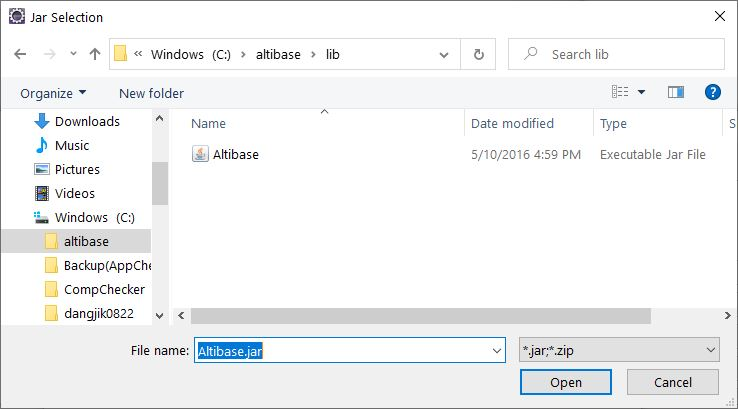 Jar Selection
« Windows (C:) > altibase > lib
Search lib
Organize
New folder
Downloads
Music
Pictures
Videos
Windows (C:)
altibase
Backup(AppChe
CompChecker
dangjik0822
Name Date modified Type S
Altibase 5/10/2016 4:59 PM Executable Jar File
File name: Altibase.jar *.jar;*.zip
Open Cancel